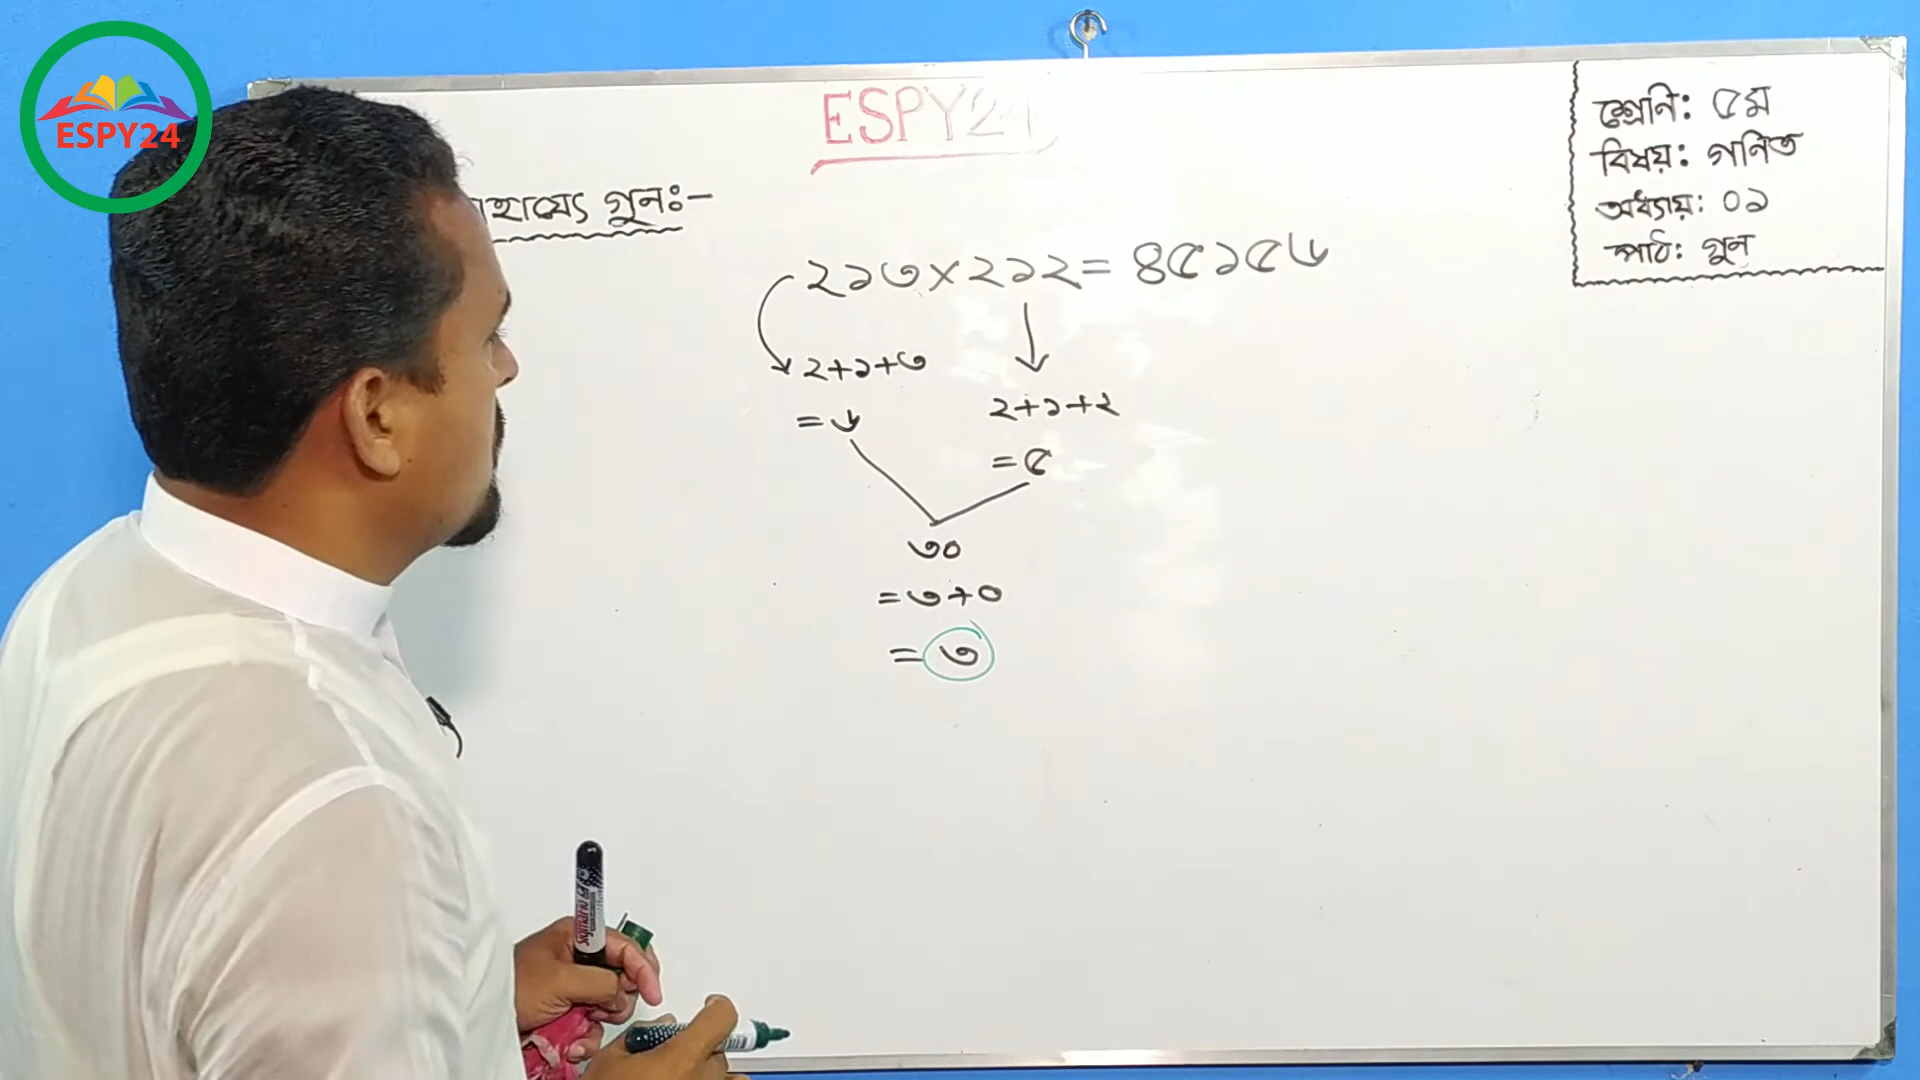 ESPY24
ESPY24
শ্রেণি: ৫ম
বিষয়: গনিত
অধ্যায়: ০১
পাঠ: গুন
গুনঃ-
২১৩×২১২= ৪৫১৫৬
২+১+৩
=৬
২+১+২
=৫
৩০
=৩+০
=৩